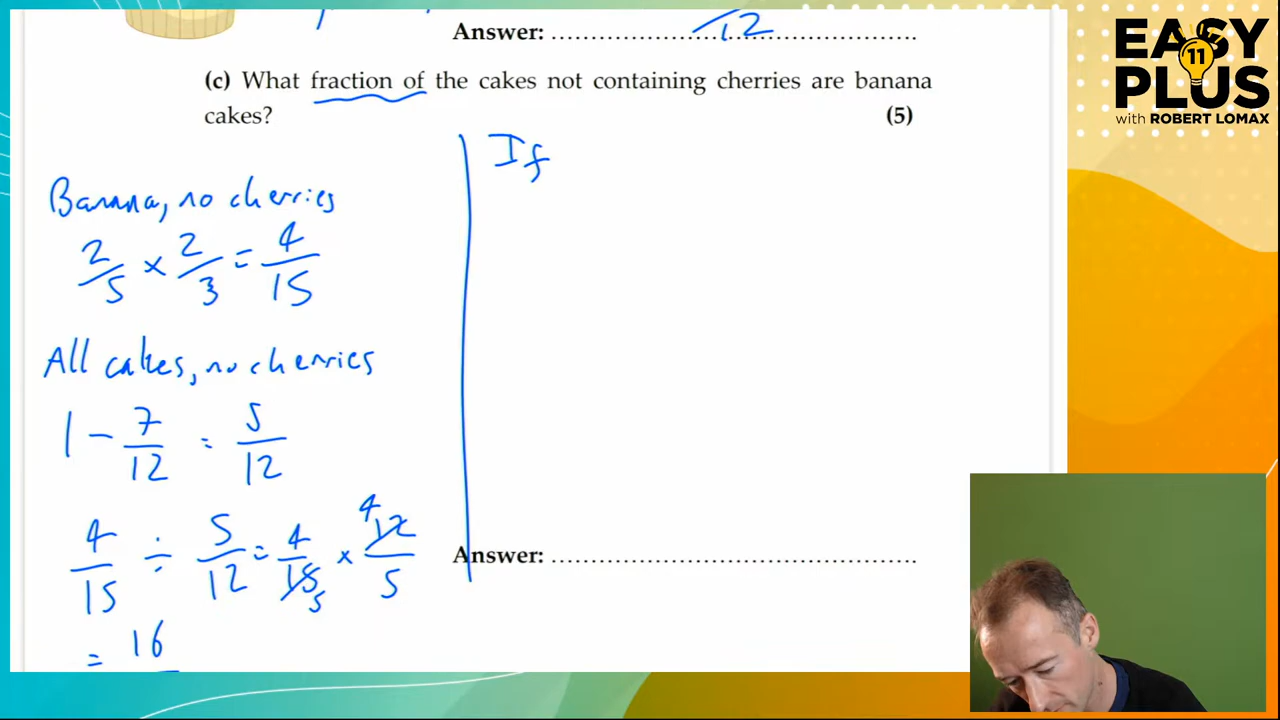 Answer: ........................ /12 ........................
(c) What fraction of the cakes not containing cherries are banana
cakes?
(5)
Banana, no cherries
2/5 × 2/3 = 4/15
All cakes, no cherries
1 - 7/12 = 5/12
4/15 ÷ 5/12 = 4/15 5 × 4 12/5
= 16
If
Answer: ................................................
EASY
11
PLUS
with ROBERT LOMAX